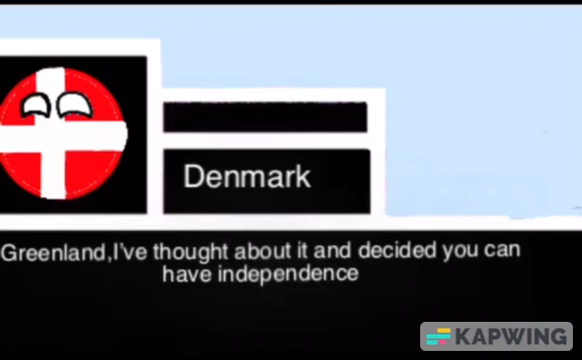 Denmark
Greenland,I've thought about it and decided you can
have independence
KAPWING